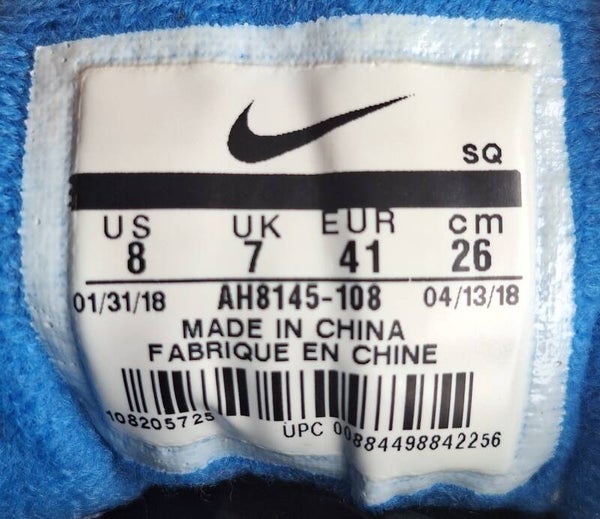 SQ
US UK EUR cm
8 7 41 26
01/31/18 AH8145-108 04/13/18
MADE IN CHINA
FABRIQUE EN CHINE
108205725
UPC 00884498842256